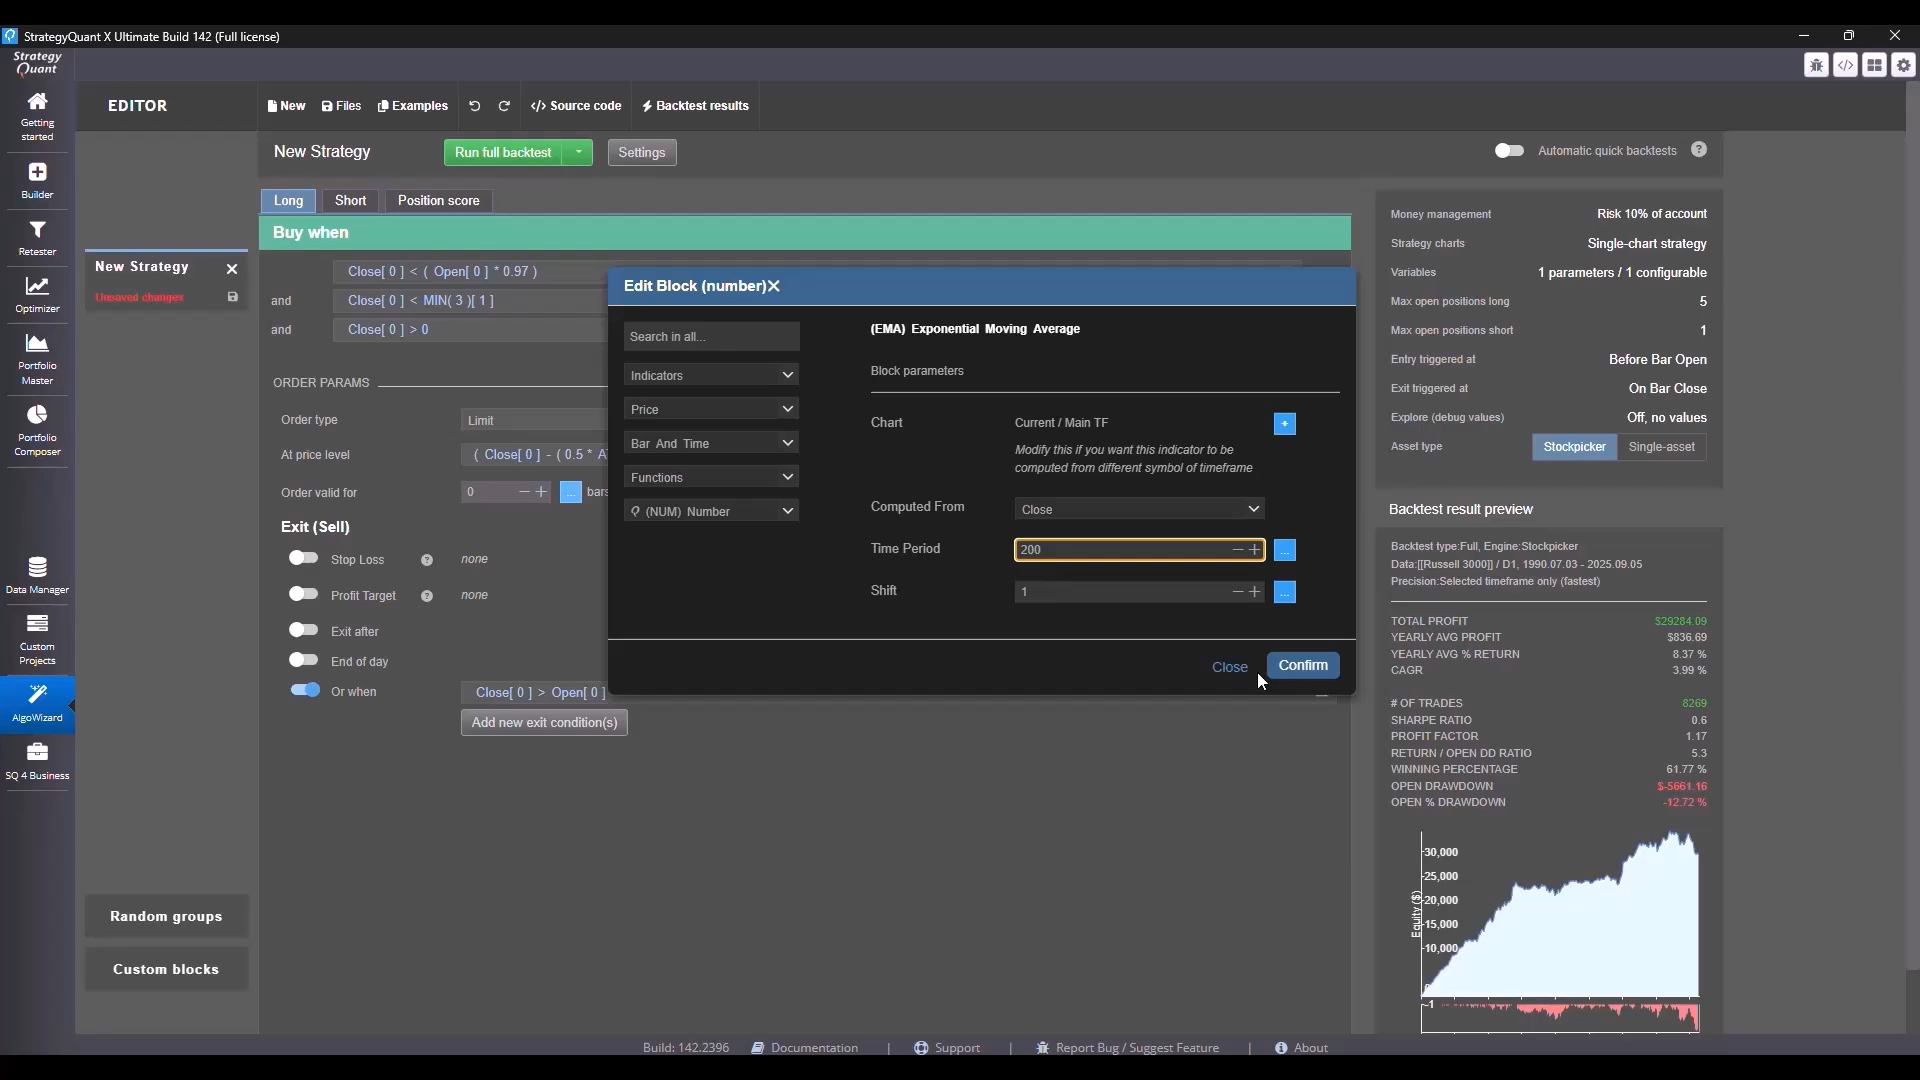 StrategyQuant X Ultimate Build 142 (Full license)
Strategy
Quant
EDITOR
New
Files
Examples
</> Source code
Backtest results
Getting
started
Builder
Retester
Optimizer
Portfolio
Master
Portfolio
Composer
Data Manager
Custom
Projects
AlgoWizard
SQ 4 Business
New Strategy
Unsaved changes
Random groups
Custom blocks
New Strategy
Run full backtest
Settings
Automatic quick backtests
?
Long
Short
Position score
Buy when
Close[ 0 ] < ( Open[ 0 ] * 0.97 )
and
Close[ 0 ] < MIN( 3 )[ 1 ]
and
Close[ 0 ] > 0
ORDER PARAMS
Order type
Limit
At price level
( Close[ 0 ] - ( 0.5 *
Order valid for
0
...
bars
Exit (Sell)
Stop Loss
?
none
Profit Target
?
none
Exit after
End of day
Or when
Close[ 0 ] > Open[ 0 ]
Add new exit condition(s)
Edit Block (number)
Search in all...
Indicators
Price
Bar And Time
Functions
(NUM) Number
(EMA) Exponential Moving Average
Block parameters
Chart
Current / Main TF
+
Modify this if you want this indicator to be
computed from different symbol of timeframe
Computed From
Close
Time Period
200
...
Shift
1
...
Close
Confirm
Money management
Risk 10% of account
Strategy charts
Single-chart strategy
Variables
1 parameters / 1 configurable
Max open positions long
5
Max open positions short
1
Entry triggered at
Before Bar Open
Exit triggered at
On Bar Close
Explore (debug values)
Off, no values
Asset type
Stockpicker
Single-asset
Backtest result preview
Backtest type:Full, Engine:Stockpicker
Data:[[Russell 3000]] / D1, 1990.07.03 - 2025.09.05
Precision:Selected timeframe only (fastest)
TOTAL PROFIT
$29284.09
YEARLY AVG PROFIT
$836.69
YEARLY AVG % RETURN
8.37 %
CAGR
3.99 %
# OF TRADES
8269
SHARPE RATIO
0.6
PROFIT FACTOR
1.17
RETURN / OPEN DD RATIO
5.3
WINNING PERCENTAGE
61.77 %
OPEN DRAWDOWN
$-5661.16
OPEN % DRAWDOWN
-12.72 %
30,000
25,000
20,000
15,000
10,000
Equity ($)
-1
Build: 142.2396
Documentation
|
Support
|
Report Bug / Suggest Feature
|
About